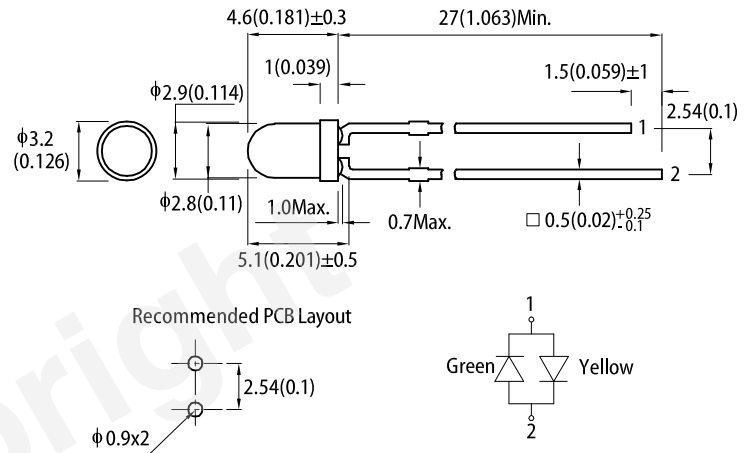 4.6(0.181)±0.3
27(1.063)Min.
1(0.039)
1.5(0.059)±1
ϕ2.9(0.114)
2.54(0.1)
ϕ3.2
(0.126)
1
2
ϕ2.8(0.11)
1.0Max.
0.7Max.
□ 0.5(0.02)+0.25
-0.1
5.1(0.201)±0.5
Recommended PCB Layout
2.54(0.1)
ϕ0.9x2
1
Green
Yellow
2
bright